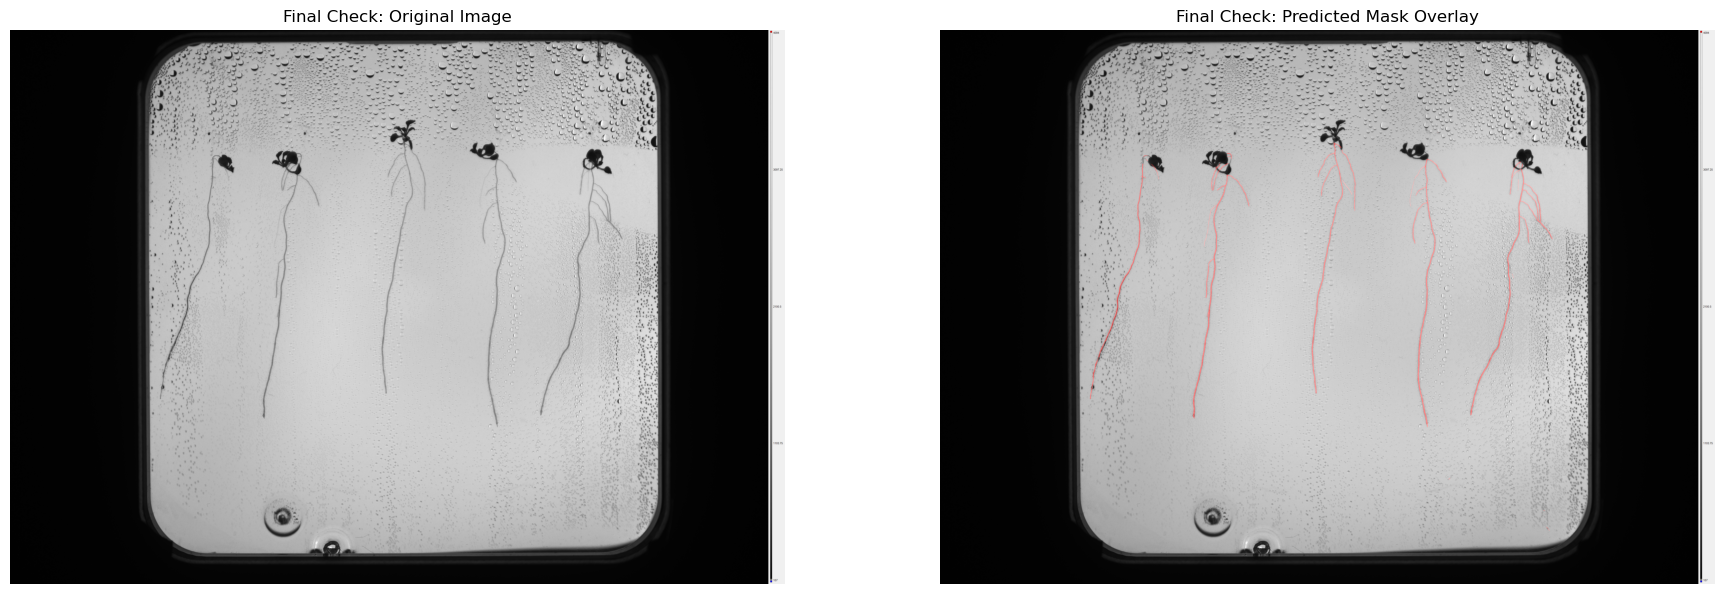 Final Check: Original Image
Final Check: Predicted Mask Overlay